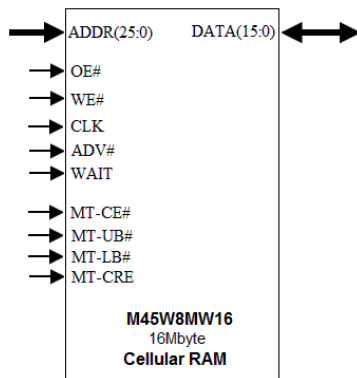 ADDR(25:0) DATA(15:0)
OE#
WE#
CLK
ADV#
WAIT
MT-CE#
MT-UB#
MT-LB#
MT-CRE
M45W8MW16
16Mbyte
Cellular RAM